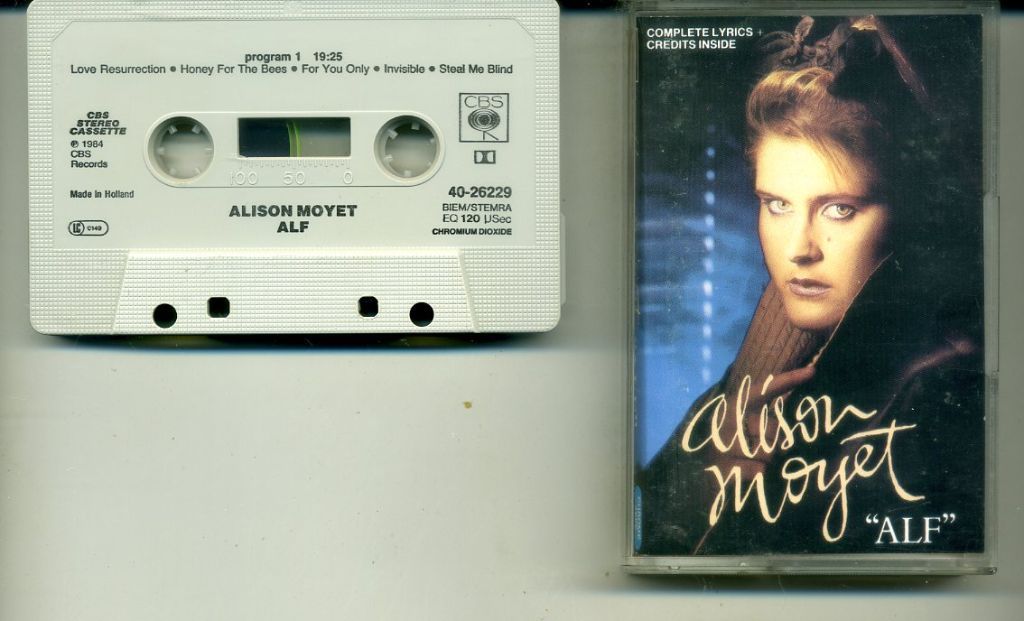 program 1 19:25
Love Resurrection • Honey For The Bees • For You Only • Invisible • Steal Me Blind
CBS
STEREO
CASSETTE
℗ 1984
CBS
Records
Made in Holland
LC 0149
100 50 0
CBS
40-26229
BIEM/STEMRA
EQ 120 µSec
CHROMIUM DIOXIDE
ALISON MOYET
ALF
COMPLETE LYRICS +
CREDITS INSIDE
alison
moyet
“ALF”